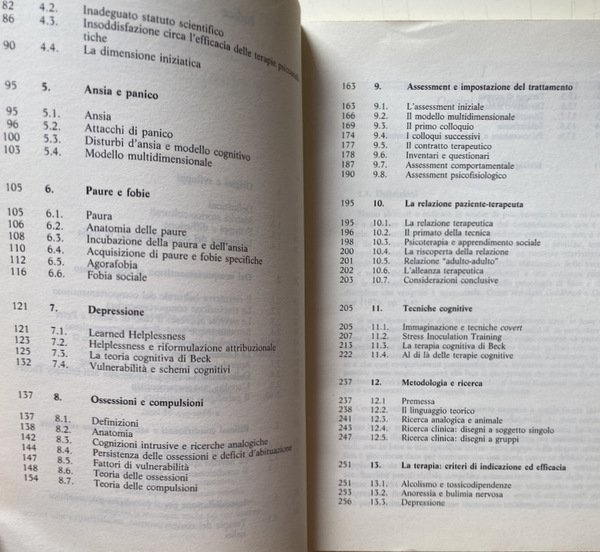 82 4.2. Inadeguato statuto scientifico
86 4.3. Insoddisfazione circa l'efficacia delle terapie
tiche
90 4.4. La dimensione iniziatica
95 5. Ansia e panico
95 5.1. Ansia
96 5.2. Attacchi di panico
100 5.3. Disturbi d'ansia e modello cognitivo
103 5.4. Modello multidimensionale
105 6. Paure e fobie
105 6.1. Paura
106 6.2. Anatomia delle paure
108 6.3. Incubazione della paura e dell'ansia
110 6.4. Acquisizione di paure e fobie specifiche
112 6.5. Agorafobia
116 6.6. Fobia sociale
121 7. Depressione
121 7.1. Learned Helplessness
123 7.2. Helplessness e riformulazione attribuzionale
125 7.3. La teoria cognitiva di Beck
132 7.4. Vulnerabilità e schemi cognitivi
137 8. Ossessioni e compulsioni
137 8.1. Definizioni
138 8.2. Anatomia
142 8.3. Cognizioni intrusive e ricerche analogiche
144 8.4. Persistenza delle ossessioni e deficit d'abituazione
147 8.5. Fattori di vulnerabilità
148 8.6. Teoria delle ossessioni
154 8.7. Teoria delle compulsioni
163 9. Assessment e impostazione del trattamento
163 9.1. L'assessment iniziale
166 9.2. Il modello multidimensionale
169 9.3. Il primo colloquio
174 9.4. I colloqui successivi
177 9.5. Il contratto terapeutico
178 9.6. Inventari e questionari
187 9.7. Assessment comportamentale
190 9.8. Assessment psicofisiologico
195 10. La relazione paziente-terapeuta
195 10.1. La relazione terapeutica
196 10.2. Il primato della tecnica
198 10.3. Psicoterapia e apprendimento sociale
200 10.4. La riscoperta della relazione
201 10.5. Relazione "adulto-adulto"
202 10.6. L'alleanza terapeutica
203 10.7. Considerazioni conclusive
205 11. Tecniche cognitive
205 11.1. Immaginazione e tecniche covert
207 11.2. Stress Inoculation Training
213 11.3. La terapia cognitiva di Beck
222 11.4. Al di là delle terapie cognitive
237 12. Metodologia e ricerca
237 12.1 Premessa
238 12.2. Il linguaggio teorico
241 12.3. Ricerca analogica e animale
243 12.4. Ricerca clinica: disegni a soggetto singolo
247 12.5. Ricerca clinica: disegni a gruppi
251 13. La terapia: criteri di indicazione ed efficacia
251 13.1. Alcolismo e tossicodipendenze
253 13.2. Anoressia e bulimia nervosa
256 13.3. Depressione